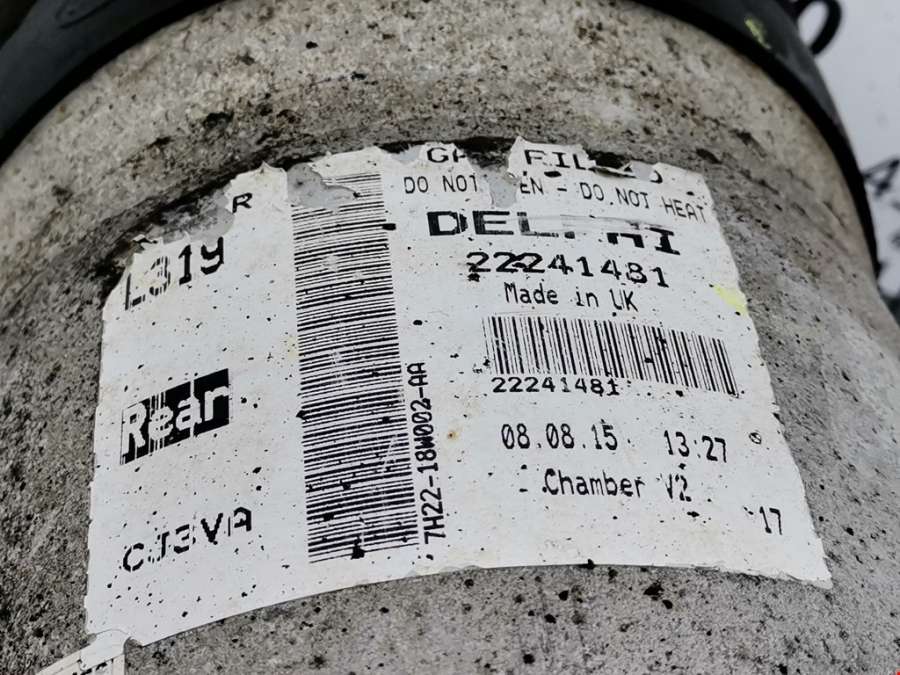 R
L319
Rear
CJ3VA
7H22-18W002-AA
DO NOT - DO NOT HEAT
DELPHI
22241481
Made in UK
22241481
08.08.15 13:27
Chamber V2
17